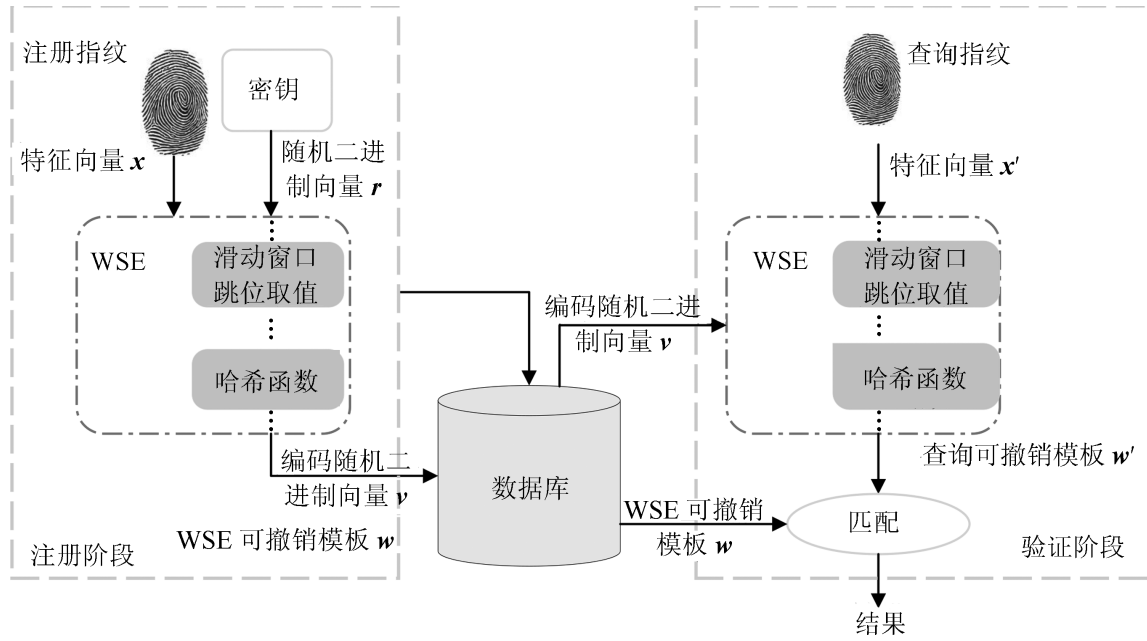 注册指纹
密钥
特征向量 x
随机二进
制向量 r
WSE
滑动窗口
跳位取值
哈希函数
编码随机二
进制向量 v
WSE 可撤销模板 w
注册阶段
数据库
编码随机二进
制向量 v
WSE 可撤销
模板 w
查询指纹
特征向量 x'
WSE
滑动窗口
跳位取值
哈希函数
查询可撤销模板 w'
匹配
验证阶段
结果